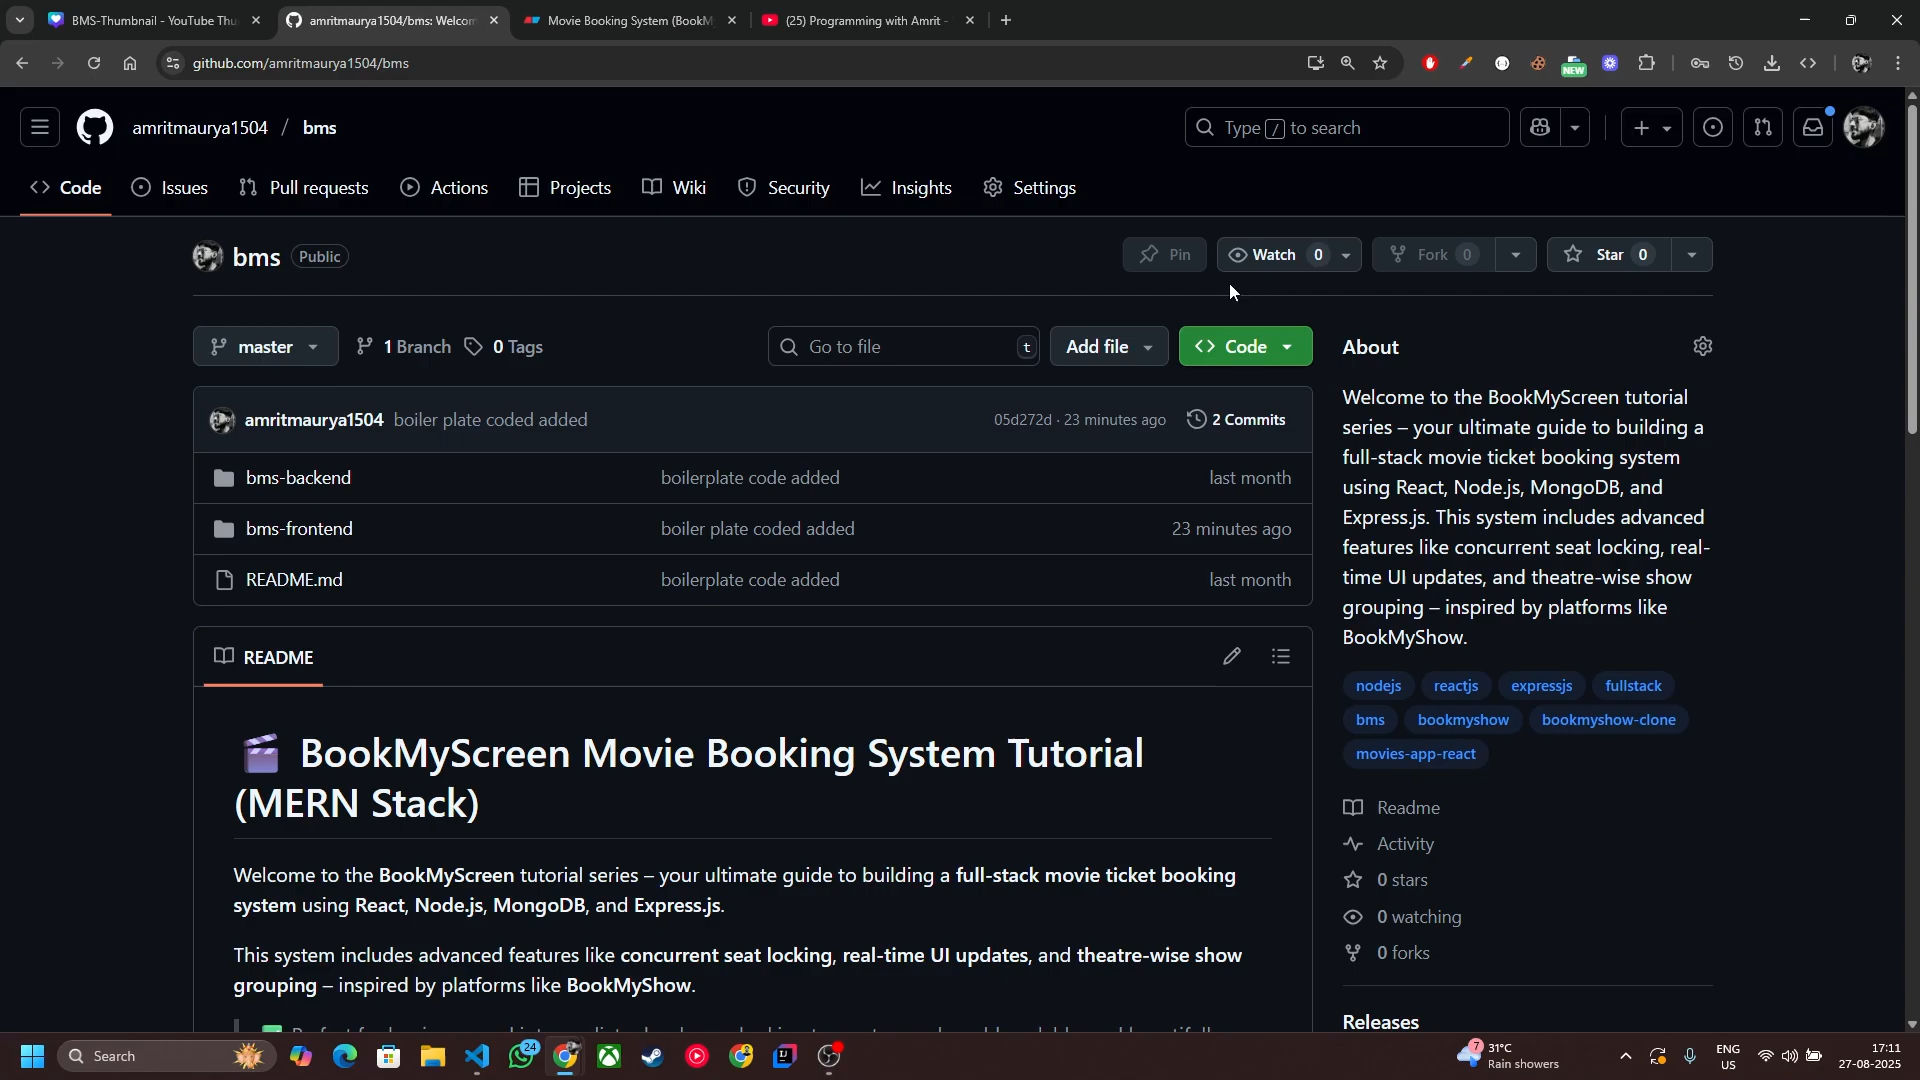 BMS-Thumbnail - YouTube Thu
amritmaurya1504/bms: Welcom
Movie Booking System (BookM
(25) Programming with Amrit -
github.com/amritmaurya1504/bms
NEW
amritmaurya1504 / bms
Type / to search
Code
Issues
Pull requests
Actions
Projects
Wiki
Security
Insights
Settings
bms Public
Pin
Watch 0
Fork 0
Star 0
master
1 Branch
0 Tags
Go to file t
Add file
Code
amritmaurya1504 boiler plate coded added 05d272d · 23 minutes ago 2 Commits
bms-backend boilerplate code added last month
bms-frontend boiler plate coded added 23 minutes ago
README.md boilerplate code added last month
README
BookMyScreen Movie Booking System Tutorial
(MERN Stack)
Welcome to the BookMyScreen tutorial series – your ultimate guide to building a full-stack movie ticket booking
system using React, Node.js, MongoDB, and Express.js.
This system includes advanced features like concurrent seat locking, real-time UI updates, and theatre-wise show
grouping – inspired by platforms like BookMyShow.
About
Welcome to the BookMyScreen tutorial
series – your ultimate guide to building a
full-stack movie ticket booking system
using React, Node.js, MongoDB, and
Express.js. This system includes advanced
features like concurrent seat locking, real-
time UI updates, and theatre-wise show
grouping – inspired by platforms like
BookMyShow.
nodejs reactjs expressjs fullstack
bms bookmyshow bookmyshow-clone
movies-app-react
Readme
Activity
0 stars
0 watching
0 forks
Releases
Search
24
7
31°C
Rain showers
ENG
US
17:11
27-08-2025